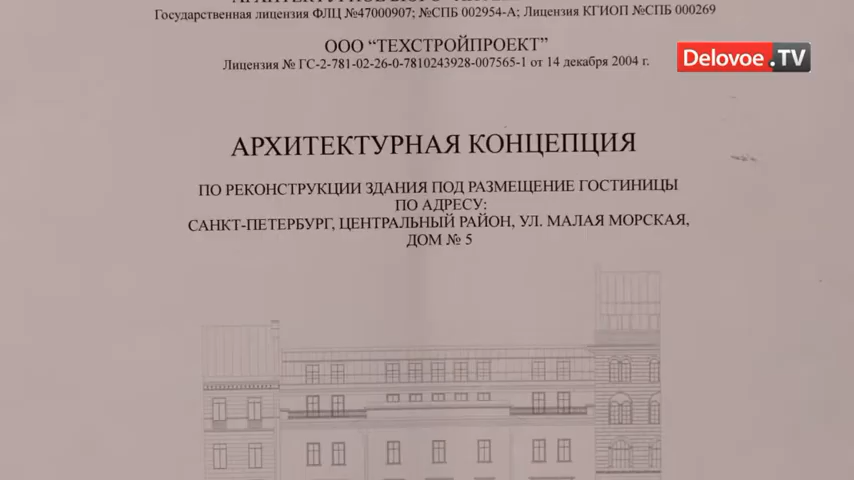 Государственная лицензия ФЛЦ №47000907; №СПБ 002954-А; Лицензия КГИОП №СПБ 000269
ООО “ТЕХСТРОЙПРОЕКТ”
Лицензия № ГС-2-781-02-26-0-7810243928-007565-1 от 14 декабря 2004 г.
Delovoe.TV
АРХИТЕКТУРНАЯ КОНЦЕПЦИЯ
ПО РЕКОНСТРУКЦИИ ЗДАНИЯ ПОД РАЗМЕЩЕНИЕ ГОСТИНИЦЫ
ПО АДРЕСУ:
САНКТ-ПЕТЕРБУРГ, ЦЕНТРАЛЬНЫЙ РАЙОН, УЛ. МАЛАЯ МОРСКАЯ,
ДОМ № 5